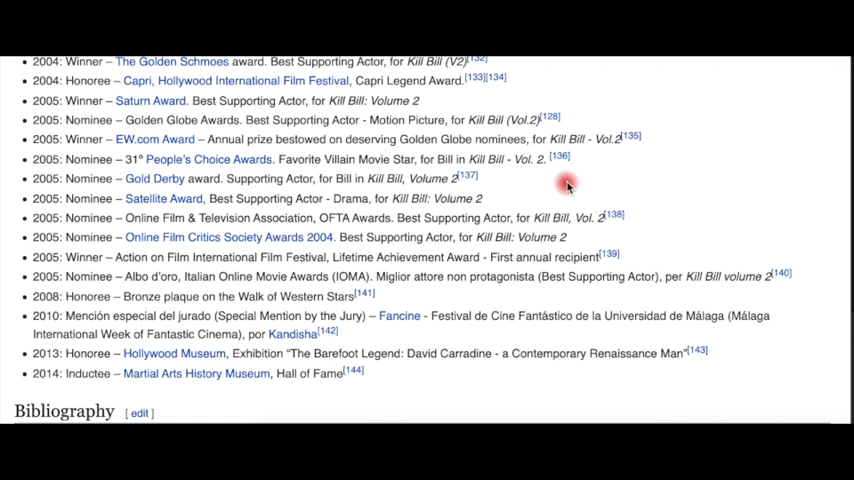 • 2004: Winner – The Golden Schmoes award. Best Supporting Actor, for Kill Bill (V2)[132]
• 2004: Honoree – Capri, Hollywood International Film Festival, Capri Legend Award.[133][134]
• 2005: Winner – Saturn Award. Best Supporting Actor, for Kill Bill: Volume 2
• 2005: Nominee – Golden Globe Awards. Best Supporting Actor - Motion Picture, for Kill Bill (Vol.2)[128]
• 2005: Winner – EW.com Award – Annual prize bestowed on deserving Golden Globe nominees, for Kill Bill - Vol.2[135]
• 2005: Nominee – 31º People's Choice Awards. Favorite Villain Movie Star, for Bill in Kill Bill - Vol. 2. [136]
• 2005: Nominee – Gold Derby award. Supporting Actor, for Bill in Kill Bill, Volume 2[137]
• 2005: Nominee – Satellite Award, Best Supporting Actor - Drama, for Kill Bill: Volume 2
• 2005: Nominee – Online Film & Television Association, OFTA Awards. Best Supporting Actor, for Kill Bill, Vol. 2[138]
• 2005: Nominee – Online Film Critics Society Awards 2004. Best Supporting Actor, for Kill Bill: Volume 2
• 2005: Winner – Action on Film International Film Festival, Lifetime Achievement Award - First annual recipient[139]
• 2005: Nominee – Albo d'oro, Italian Online Movie Awards (IOMA). Miglior attore non protagonista (Best Supporting Actor), per Kill Bill volume 2[140]
• 2008: Honoree – Bronze plaque on the Walk of Western Stars[141]
• 2010: Mención especial del jurado (Special Mention by the Jury) – Fancine - Festival de Cine Fantástico de la Universidad de Málaga (Málaga
International Week of Fantastic Cinema), por Kandisha[142]
• 2013: Honoree – Hollywood Museum, Exhibition "The Barefoot Legend: David Carradine - a Contemporary Renaissance Man"[143]
• 2014: Inductee – Martial Arts History Museum, Hall of Fame[144]
Bibliography [ edit ]